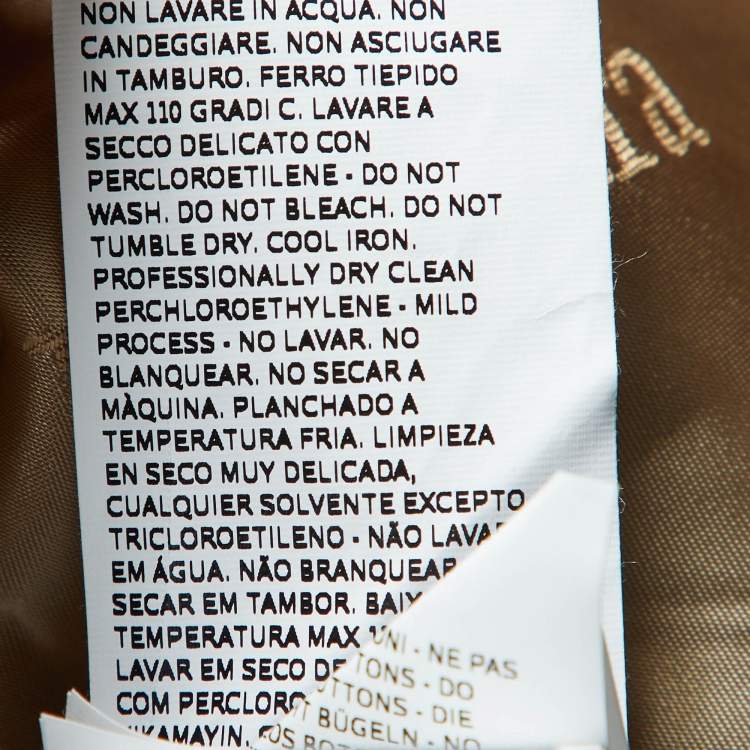 NON LAVARE IN ACQUA. NON
CANDEGGIARE. NON ASCIUGARE
IN TAMBURO. FERRO TIEPIDO
MAX 110 GRADI C. LAVARE A
SECCO DELICATO CON
PERCLOROETILENE - DO NOT
WASH. DO NOT BLEACH. DO NOT
TUMBLE DRY. COOL IRON.
PROFESSIONALLY DRY CLEAN
PERCHLOROETHYLENE - MILD
PROCESS - NO LAVAR. NO
BLANQUEAR. NO SECAR A
MÀQUINA. PLANCHADO A
TEMPERATURA FRIA. LIMPIEZA
EN SECO MUY DELICADA,
CUALQUIER SOLVENTE EXCEPTO
TRICLOROETILENO - NÃO LAVAR
EM ÁGUA. NÃO BRANQUEAR
SECAR EM TAMBOR.
TEMPERATURA MAX
LAVAR EM SECO
COM
- NE PAS
- DO
- DIE
BÜGELN - NO